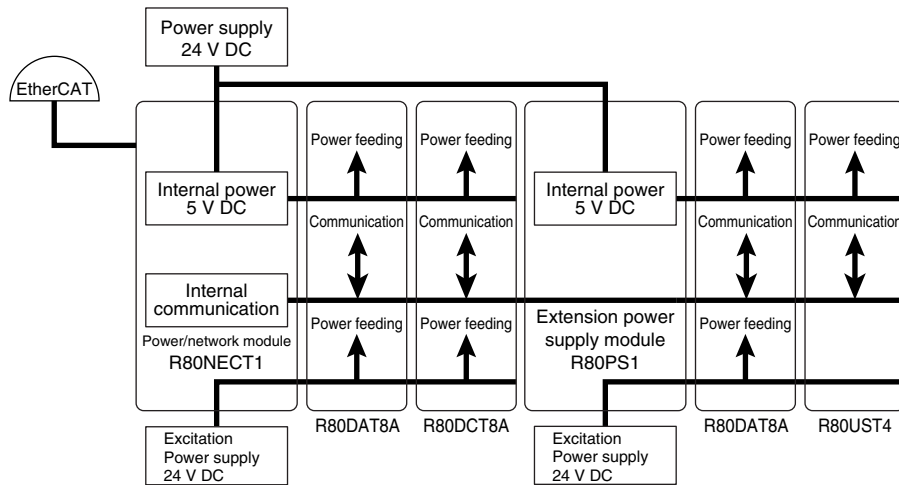 Power supply
24 V DC
EtherCAT
Power feeding
Power feeding
Power feeding
Power feeding
Internal power
5 V DC
Internal power
5 V DC
Communication
Communication
Communication
Communication
Internal
communication
Power/network module
R80NECT1
Power feeding
Power feeding
Extension power
supply module
R80PS1
Power feeding
Excitation
Power supply
24 V DC
R80DAT8A
R80DCT8A
Excitation
Power supply
24 V DC
R80DAT8A
R80UST4